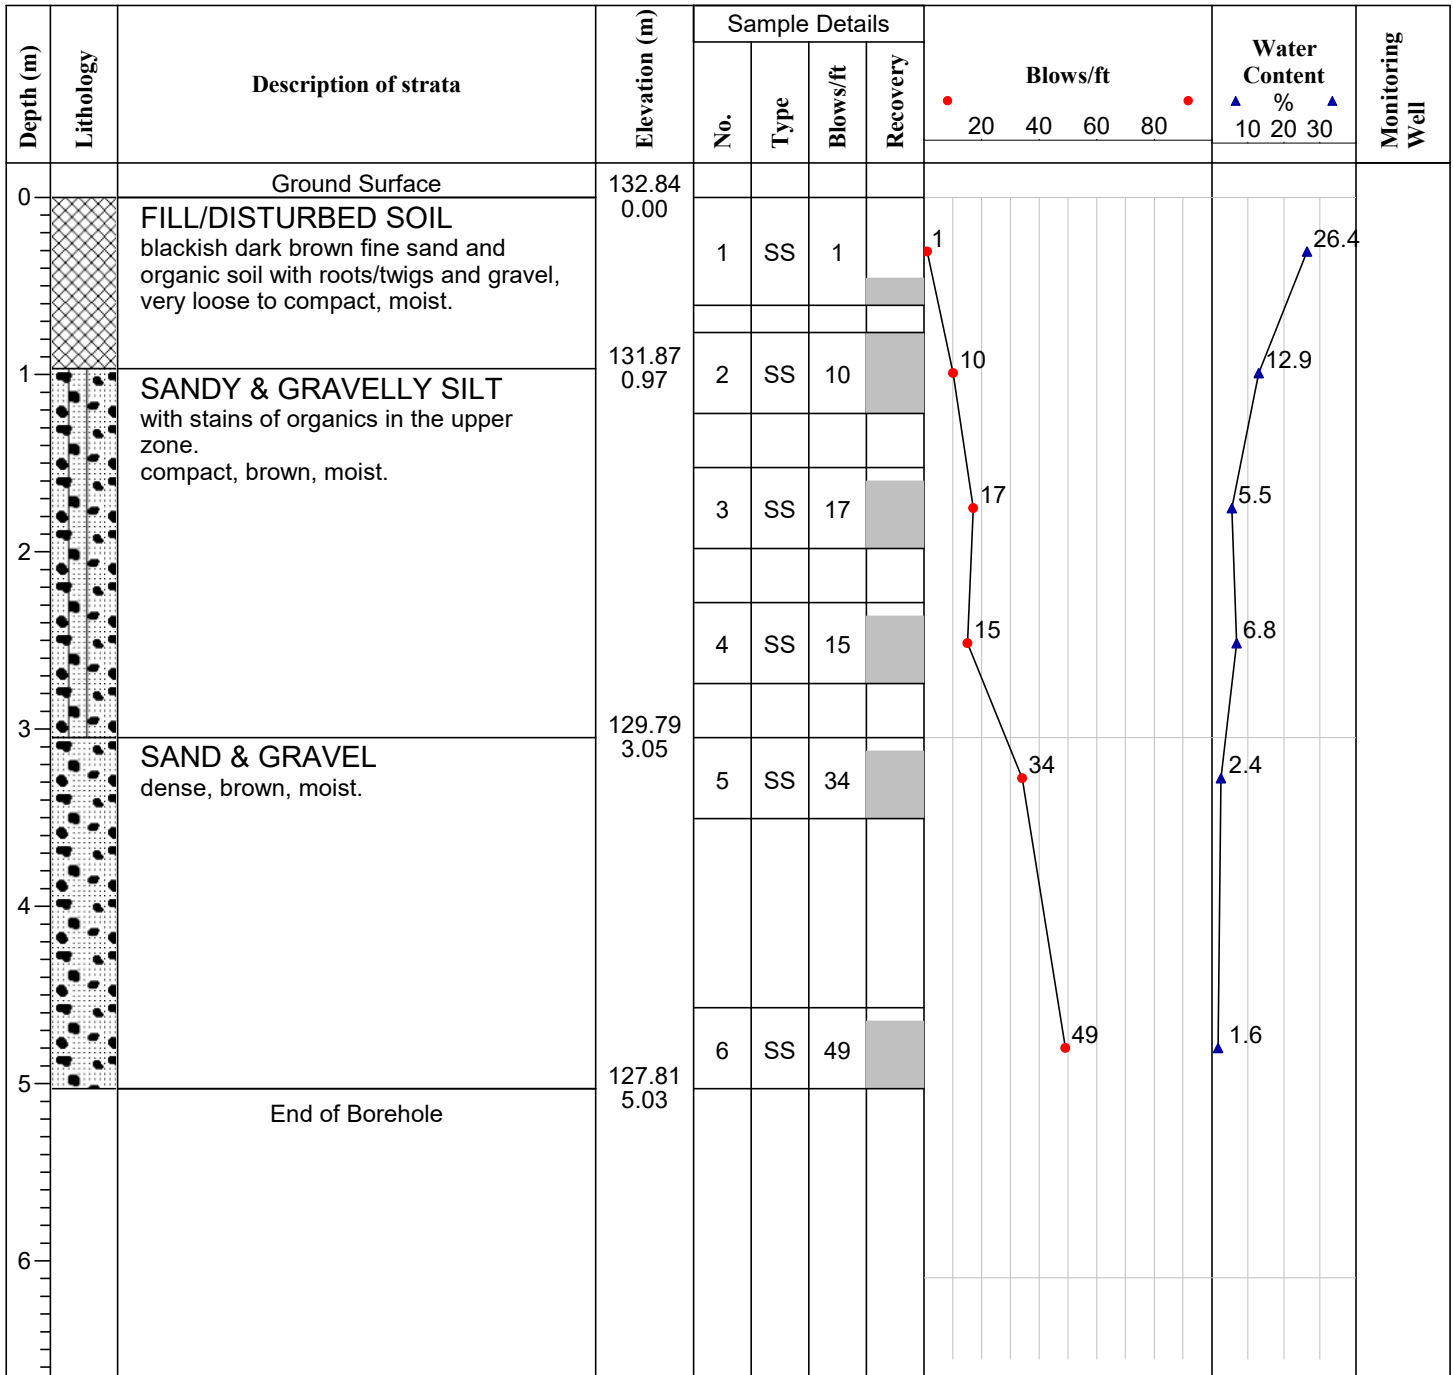 Depth (m)
Lithology
Description of strata
Elevation (m)
Sample Details
No.
Type
Blows/ft
Recovery
Blows/ft
20 40 60 80
Water
Content
%
10 20 30
Monitoring
Well
Ground Surface
132.84
0.00
0
FILL/DISTURBED SOIL
blackish dark brown fine sand and
organic soil with roots/twigs and gravel,
very loose to compact, moist.
1 SS 1
1
26.4
131.87
0.97
1
SANDY & GRAVELLY SILT
with stains of organics in the upper
zone.
compact, brown, moist.
2 SS 10
10
12.9
3 SS 17
17
5.5
2
4 SS 15
15
6.8
129.79
3.05
3
SAND & GRAVEL
dense, brown, moist.
5 SS 34
34
2.4
4
6 SS 49
49
1.6
127.81
5.03
5
End of Borehole
6